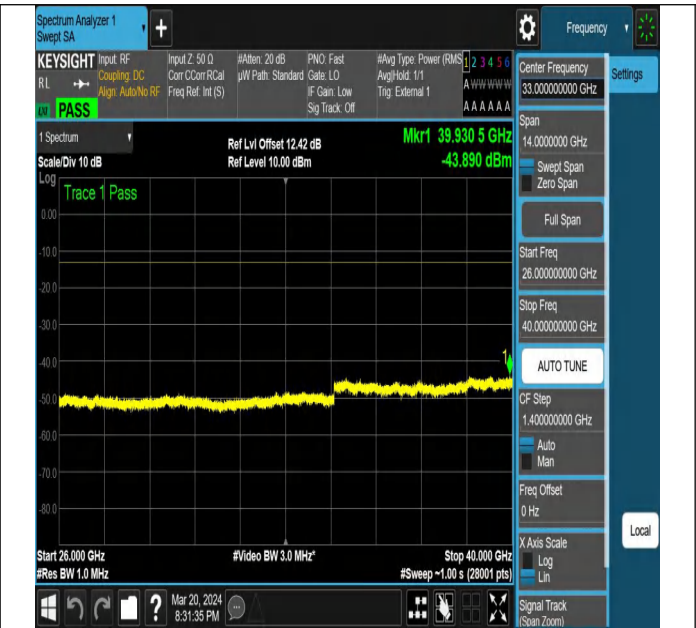 Spectrum Analyzer 1
Swept SA
+
Frequency
KEYSIGHT
RL
PASS
Input: RF
Coupling: DC
Align: Auto/No RF
Input Z: 50 Ω
Corr CCorr RCal
Freq Ref: Int (S)
#Atten: 20 dB
µW Path: Standard
PNO: Fast
Gate: LO
IF Gain: Low
Sig Track: Off
#Avg Type: Power (RMS
Avg|Hold: 1/1
Trig: External 1
1 2 3 4 5 6
A W W W W W
A A A A A A
1 Spectrum
Scale/Div 10 dB
Ref Lvl Offset 12.42 dB
Ref Level 10.00 dBm
Mkr1 39.930 5 GHz
-43.890 dBm
Log
Trace 1 Pass
0.00
-10.0
-20.0
-30.0
-40.0
-50.0
-60.0
-70.0
-80.0
1
Start 26.000 GHz
#Res BW 1.0 MHz
#Video BW 3.0 MHz*
Stop 40.000 GHz
#Sweep ~1.00 s (28001 pts)
Mar 20, 2024
8:31:35 PM
?
Center Frequency
33.000000000 GHz
Settings
Span
14.0000000 GHz
Swept Span
Zero Span
Full Span
Start Freq
26.000000000 GHz
Stop Freq
40.000000000 GHz
AUTO TUNE
CF Step
1.400000000 GHz
Auto
Man
Freq Offset
0 Hz
X Axis Scale
Log
Lin
Local
Signal Track
(Span Zoom)